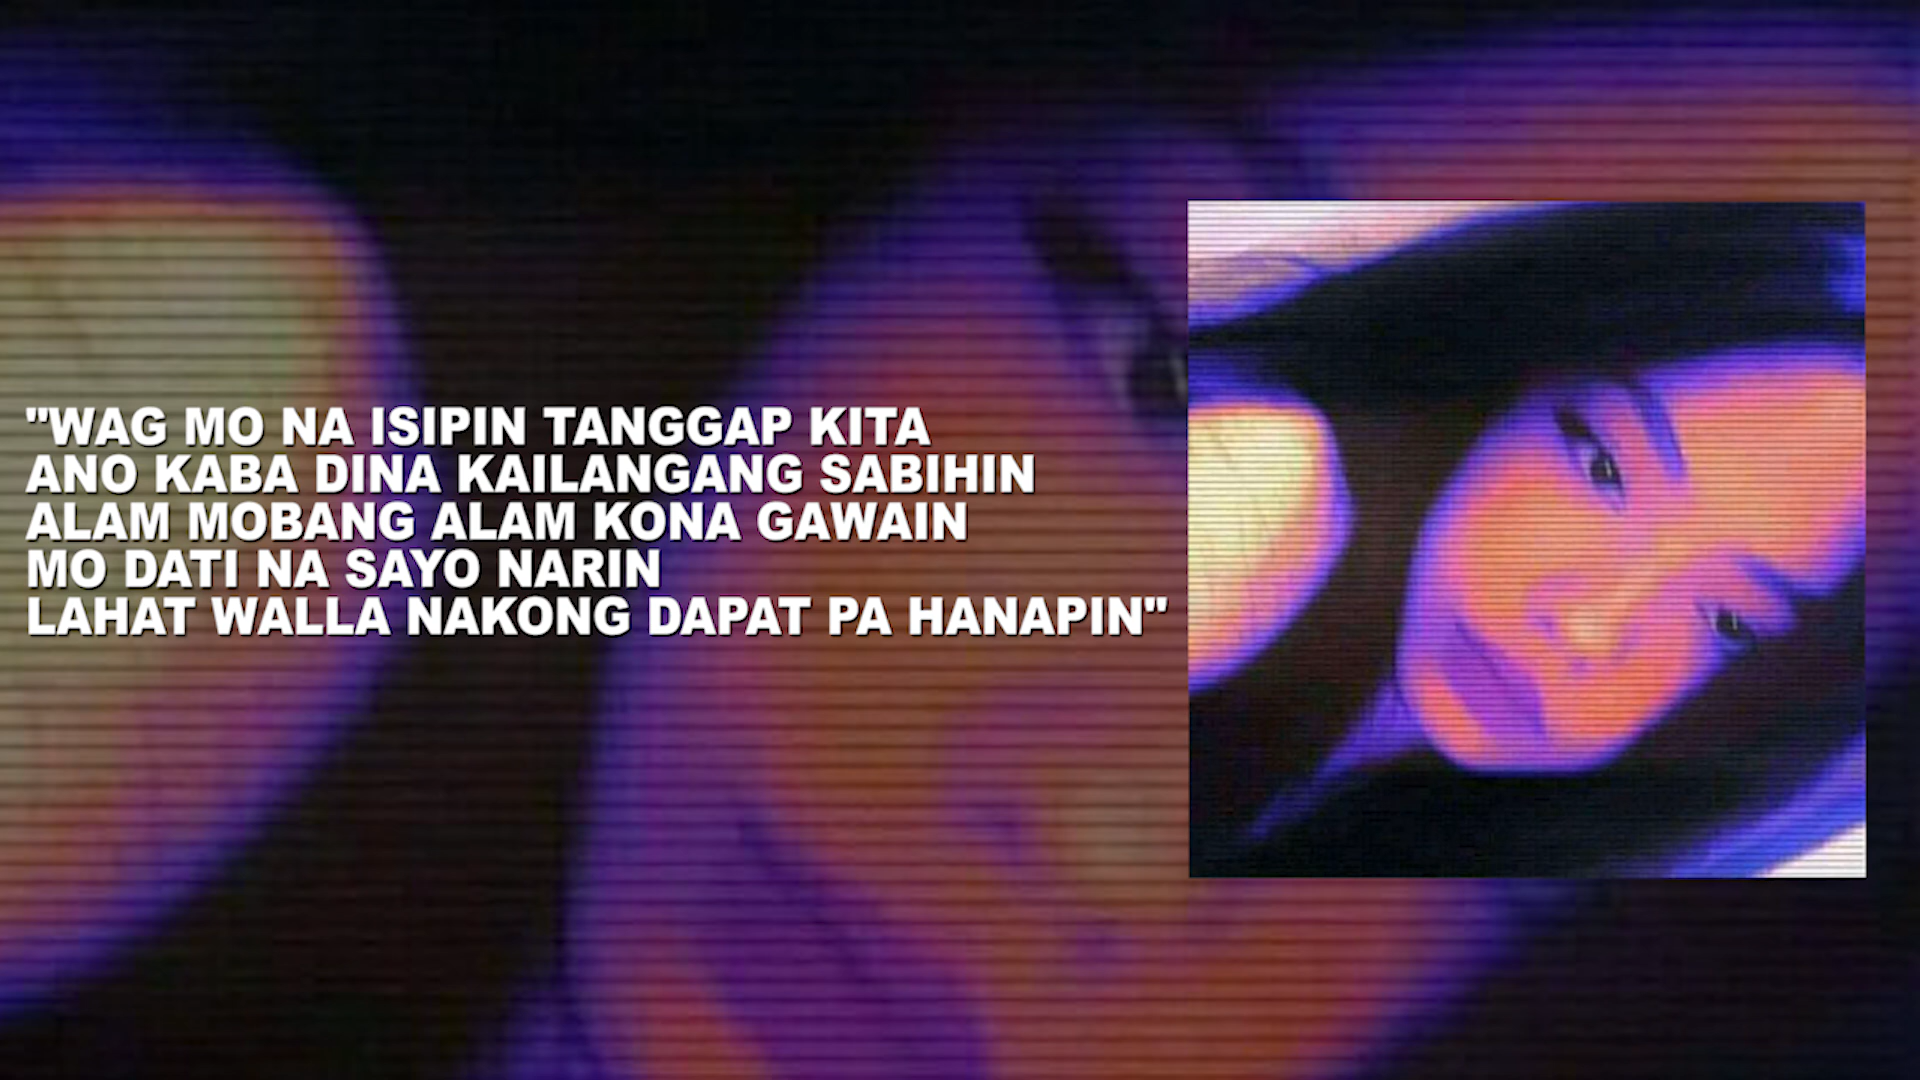 "WAG MO NA ISIPIN TANGGAP KITA
ANO KABA DINA KAILANGANG SABIHIN
ALAM MOBANG ALAM KONA GAWAIN
MO DATI NA SAYO NARIN
LAHAT WALLA NAKONG DAPAT PA HANAPIN"